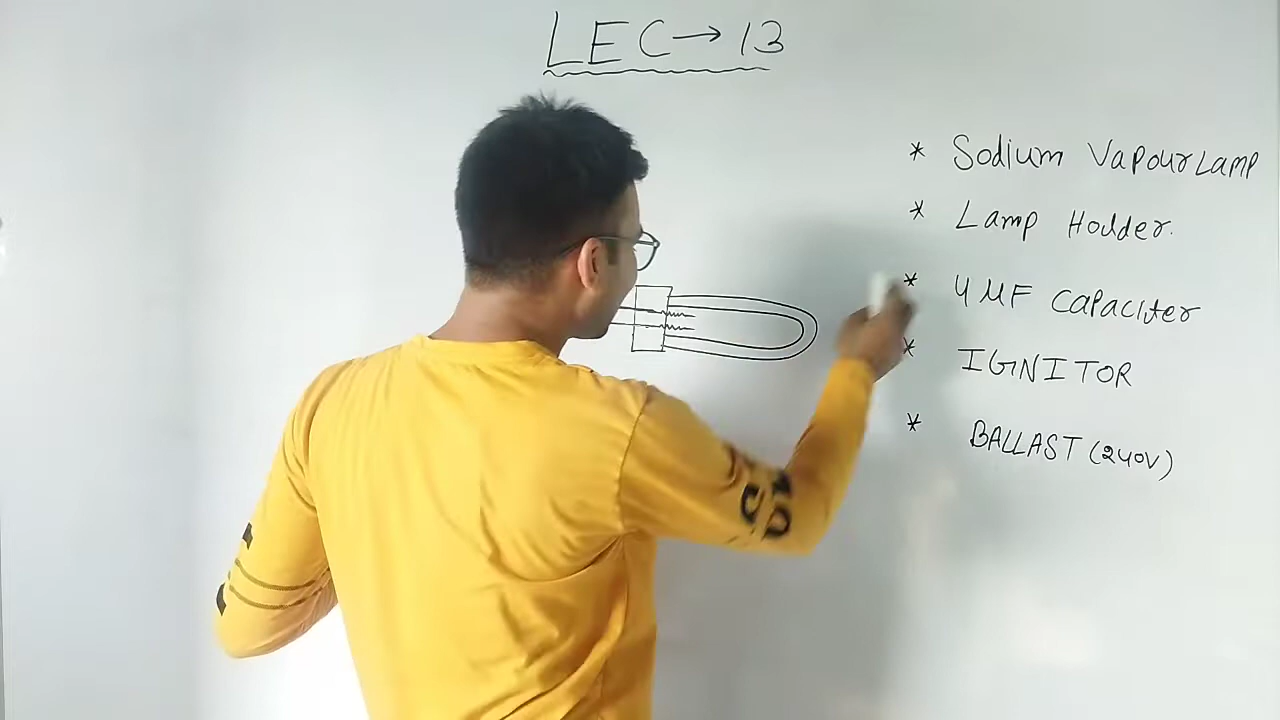 LEC → 13
* Sodium Vapour Lamp
* Lamp Holder.
* 4 MF Capaciter
* IGNITOR
* BALLAST (240V)